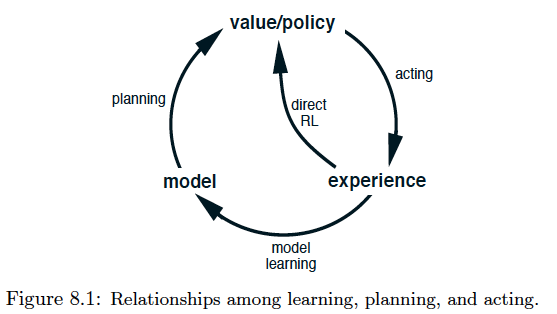 value/policy
acting
planning
direct
RL
model
experience
model
learning
Figure 8.1: Relationships among learning, planning, and acting.